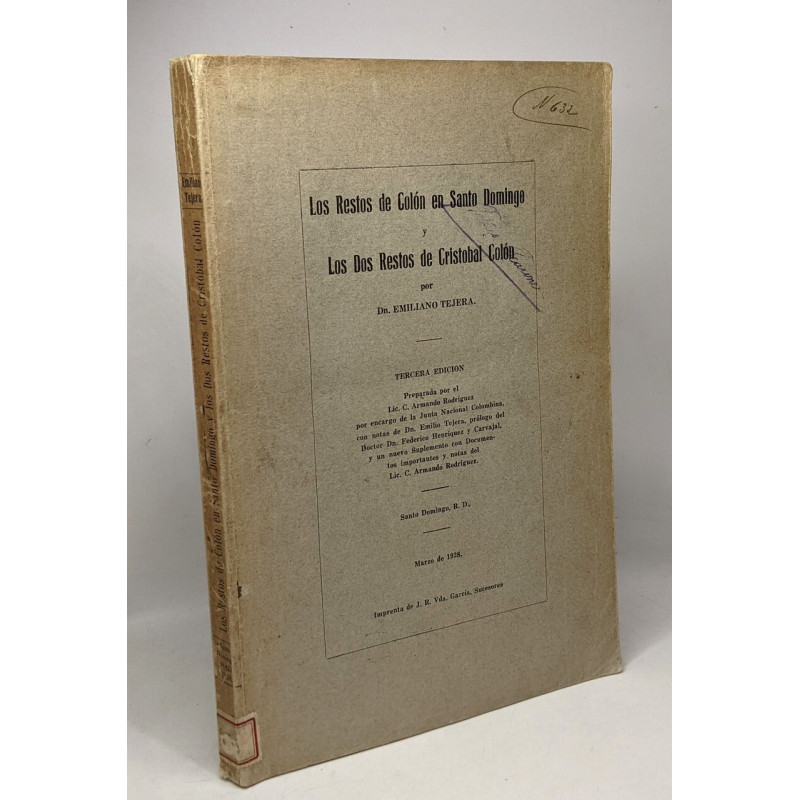 N 632
Los Restos de Colón en Santo Domingo
y
Los Dos Restos de Cristobal Colón
por
Dn. EMILIANO TEJERA.
TERCERA EDICION
Preparada por el
Lic. C. Armando Rodríguez
por encargo de la Junta Nacional Colombina,
con notas de Dn. Emilio Tejera, prólogo del
Doctor Dn. Federico Henríquez y Carvajal,
y un nuevo Suplemento con Documen-
tos importantes y notas del
Lic. C. Armando Rodríguez.
Santo Domingo, R. D.,
Marzo de 1928.
Imprenta de J. R. Vda. García, Sucesores
Emiliano
Tejera
Los Restos de Colón en Santo Domingo y los Dos Restos de Cristóbal Colón